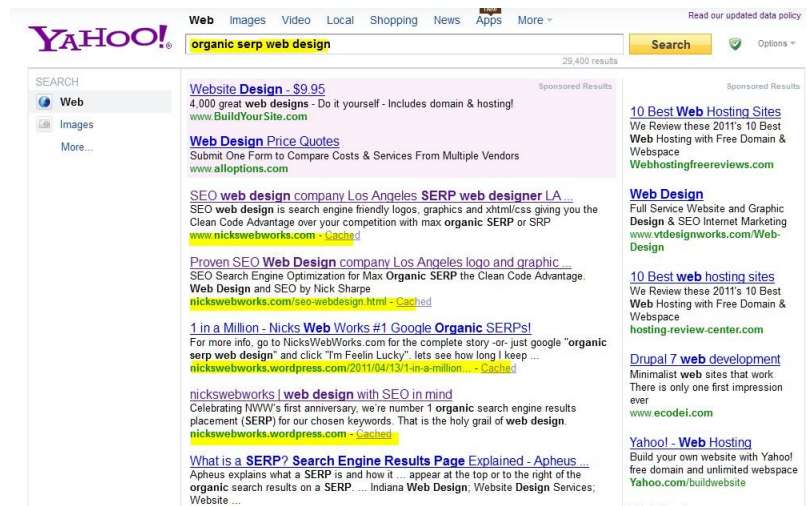 YAHOO!
Web Images Video Local Shopping News Apps More
Read our updated data policy
organic serp web design
Search
Options
29,400 results
SEARCH
Web
Images
More...
Sponsored Results
Website Design - $9.95
4,000 great web designs - Do it yourself - Includes domain & hosting!
www.BuildYourSite.com
Web Design Price Quotes
Submit One Form to Compare Costs & Services From Multiple Vendors
www.alloptions.com
SEO web design company Los Angeles SERP web designer LA ...
SEO web design is search engine friendly logos, graphics and xhtml/css giving you the
Clean Code Advantage over your competition with max organic SERP or SRP
www.nickswebworks.com - Cached
Proven SEO Web Design company Los Angeles logo and graphic ...
SEO Search Engine Optimization for Max Organic SERP the Clean Code Advantage.
Web Design and SEO by Nick Sharpe
nickswebworks.com/seo-webdesign.html - Cached
1 in a Million - Nicks Web Works #1 Google Organic SERPs!
For more info, go to NicksWebWorks.com for the complete story -or- just google "organic
serp web design" and click "I'm Feelin Lucky". lets see how long I keep ...
nickswebworks.wordpress.com/2011/04/13/1-in-a-million... - Cached
nickswebworks | web design with SEO in mind
Celebrating NWW's first anniversary, we're number 1 organic search engine results
placement (SERP) for our chosen keywords. That is the holy grail of web design.
nickswebworks.wordpress.com - Cached
What is a SERP? Search Engine Results Page Explained - Apheus ...
Apheus explains what a SERP is and how it ... appear at the top or to the right of the
organic search results on a SERP. ... Indiana Web Design; Website Design Services;
Website ...
Sponsored Results
10 Best Web Hosting Sites
We Review these 2011's 10 Best
Web Hosting with Free Domain &
Webspace
Webhostingfreereviews.com
Web Design
Full Service Website and Graphic
Design & SEO Internet Marketing
www.vtdesignworks.com/Web-
Design
10 Best web hosting sites
We Review these 2011's 10 Best
Web Hosting with Free Domain &
Webspace
hosting-review-center.com
Drupal 7 web development
Minimalist web sites that work
There is only one first impression
ever
www.ecodei.com
Yahoo! - Web Hosting
Build your own website with Yahoo!
free domain and unlimited webspace
Yahoo.com/buildwebsite